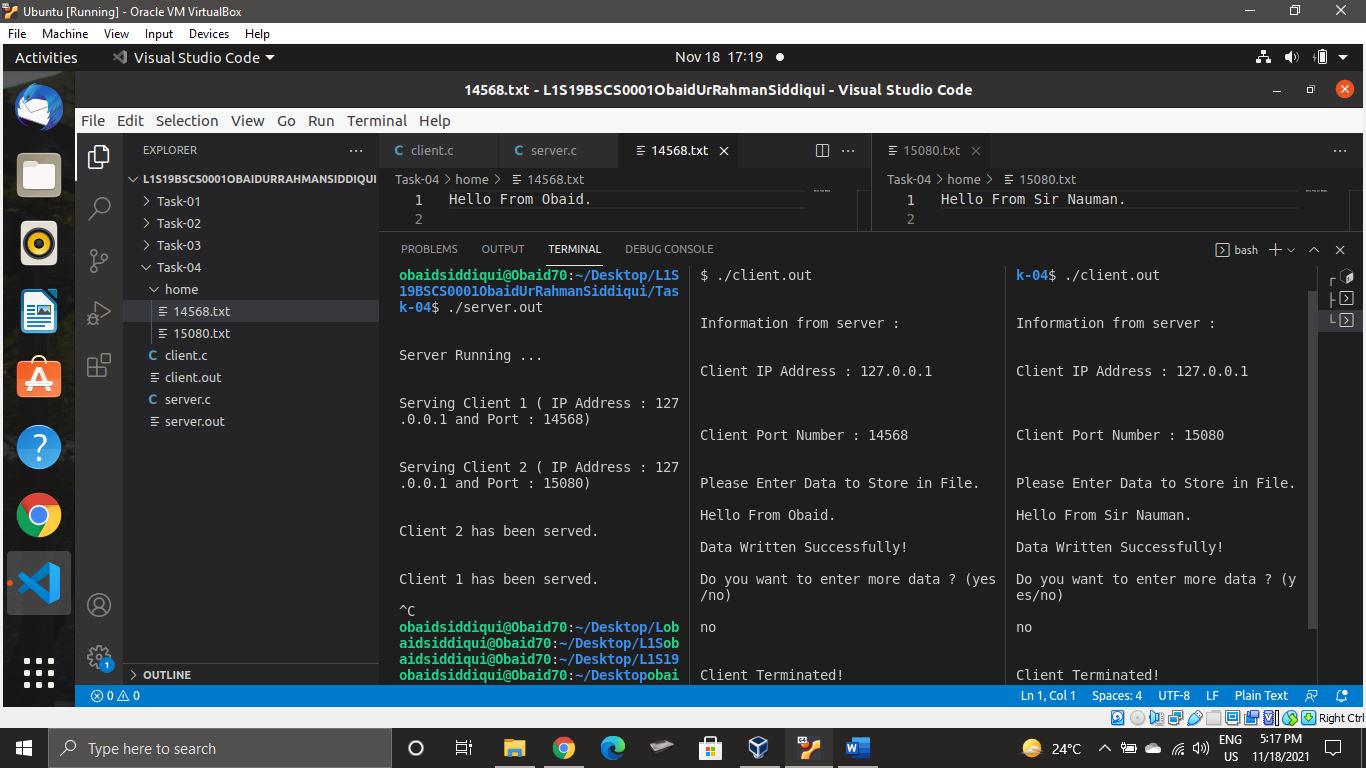 Ubuntu [Running] - Oracle VM VirtualBox
File Machine View Input Devices Help
Activities Visual Studio Code Nov 18 17:19
14568.txt - L1S19BSCS0001ObaidUrRahmanSiddiqui - Visual Studio Code
File Edit Selection View Go Run Terminal Help
EXPLORER
L1S19BSCS0001OBAIDURRAHMANSIDDIQUI
Task-01
Task-02
Task-03
Task-04
home
14568.txt
15080.txt
client.c
client.out
server.c
server.out
OUTLINE
client.c server.c 14568.txt
Task-04 > home > 14568.txt
1 Hello From Obaid.
2
15080.txt
Task-04 > home > 15080.txt
1 Hello From Sir Nauman.
2
PROBLEMS OUTPUT TERMINAL DEBUG CONSOLE bash
obaidsiddiqui@Obaid70:~/Desktop/L1S
19BSCS0001ObaidUrRahmanSiddiqui/Tas
k-04$ ./server.out
Server Running ...
Serving Client 1 ( IP Address : 127
.0.0.1 and Port : 14568)
Serving Client 2 ( IP Address : 127
.0.0.1 and Port : 15080)
Client 2 has been served.
Client 1 has been served.
^C
obaidsiddiqui@Obaid70:~/Desktop/Lob
aidsiddiqui@Obaid70:~/Desktop/L1Sob
aidsiddiqui@Obaid70:~/Desktop/L1S19
obaidsiddiqui@Obaid70:~/Desktopobai
$ ./client.out
Information from server :
Client IP Address : 127.0.0.1
Client Port Number : 14568
Please Enter Data to Store in File.
Hello From Obaid.
Data Written Successfully!
Do you want to enter more data ? (yes
/no)
no
Client Terminated!
k-04$ ./client.out
Information from server :
Client IP Address : 127.0.0.1
Client Port Number : 15080
Please Enter Data to Store in File.
Hello From Sir Nauman.
Data Written Successfully!
Do you want to enter more data ? (y
es/no)
no
Client Terminated!
1
0 0 Ln 1, Col 1 Spaces: 4 UTF-8 LF Plain Text
Right Ctrl
Type here to search
24°C
ENG
US
5:17 PM
11/18/2021